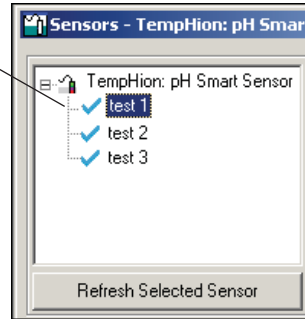 Sensors - TempHion: pH Smar
TempHion: pH Smart Sensor
test 1
test 2
test 3
Refresh Selected Sensor